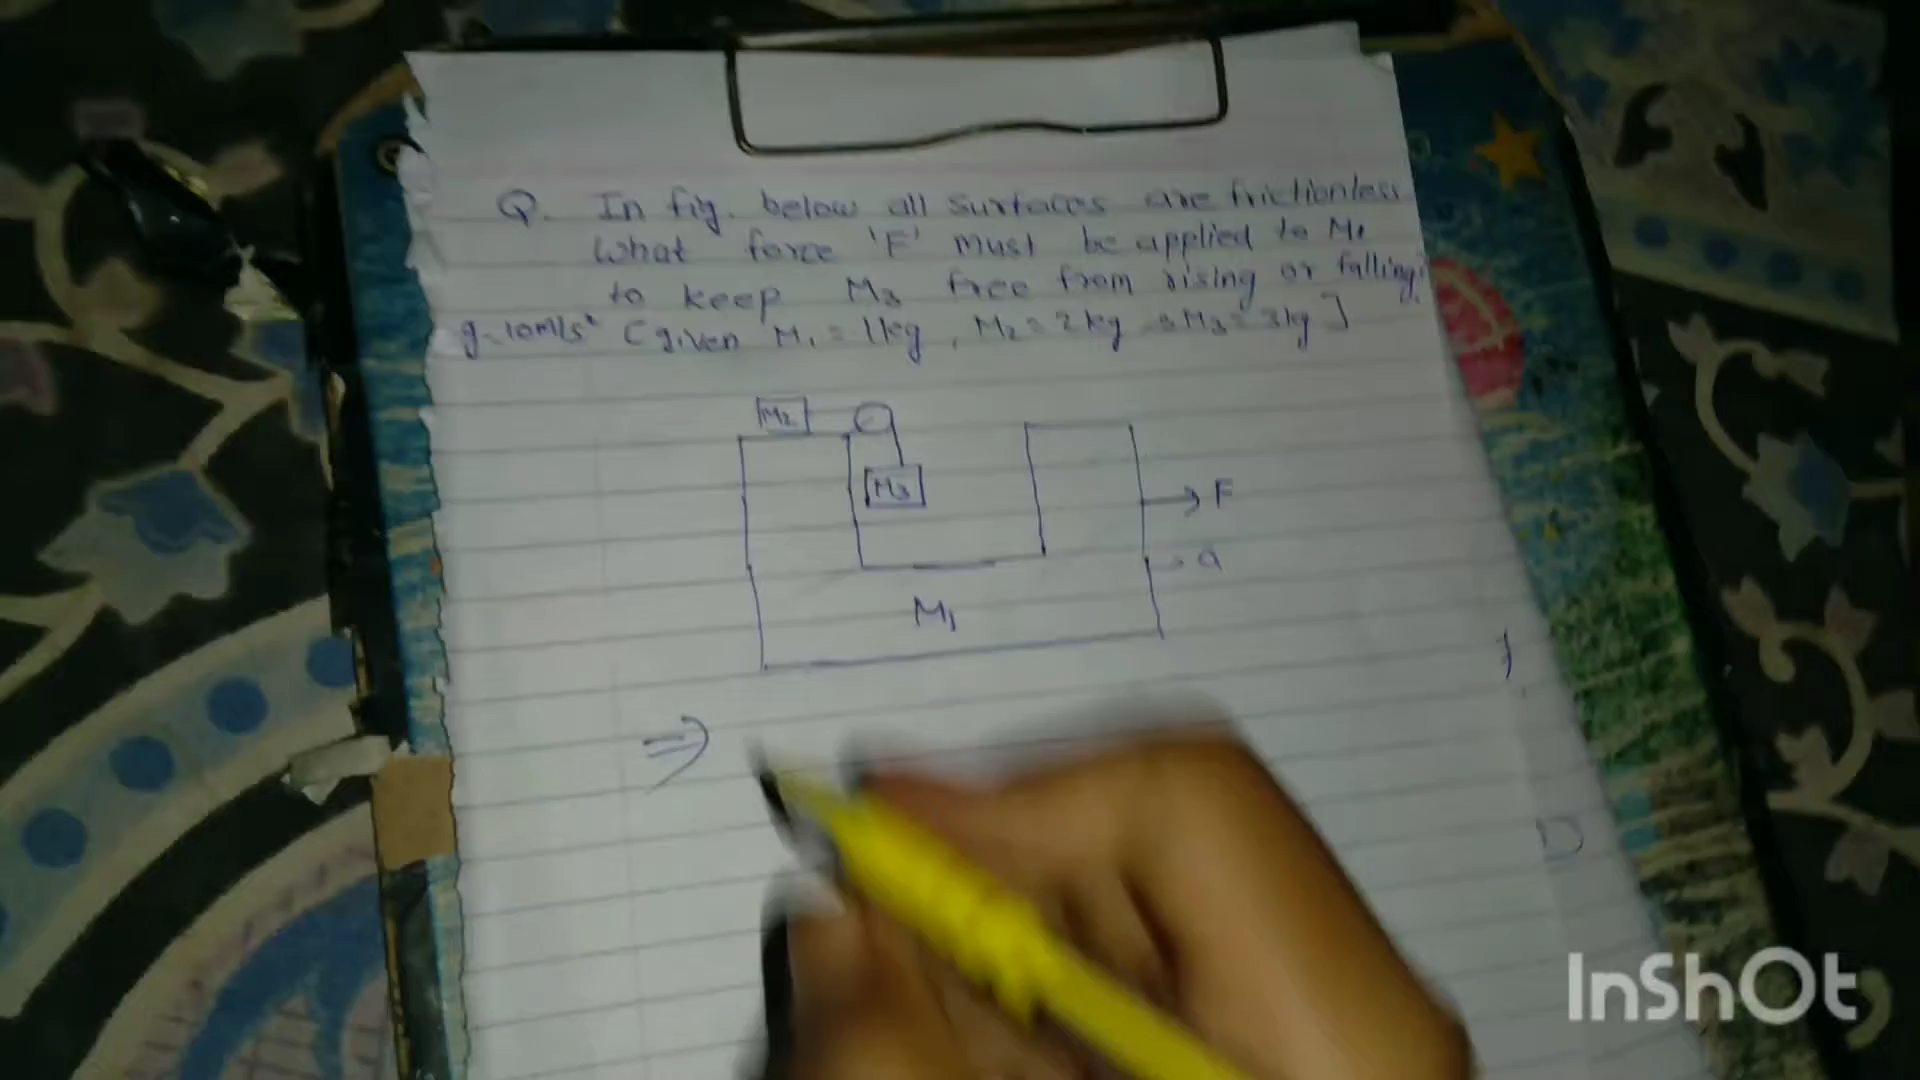 Q. In fig. below all surfaces are frictionless
What force 'F' must be applied to M1
to keep M3 free from rising or falling
g=10m/s² [given M1 = 1kg, M2 = 2kg & M3 = 3kg]
M2
M3
F
a
M1
⇒
InShOt